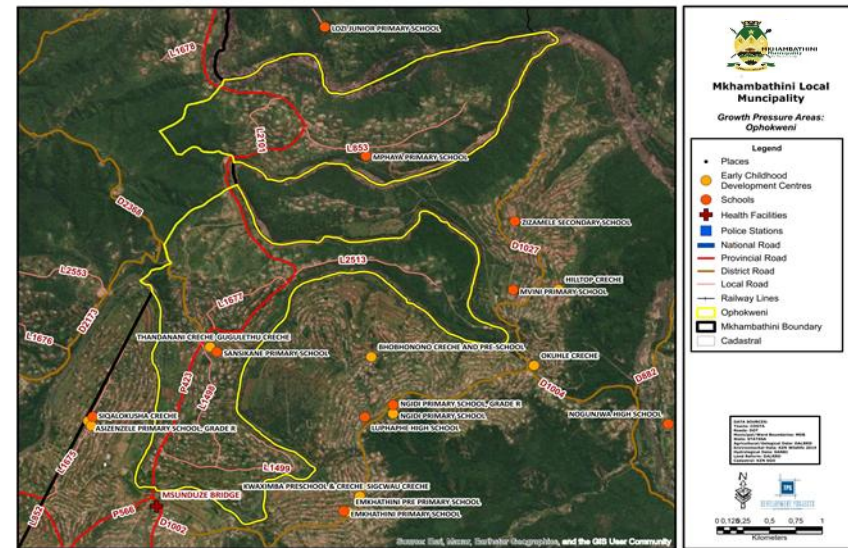 L1678
LOZI JUNIOR PRIMARY SCHOOL
L2101
L853
MPHAYA PRIMARY SCHOOL
D2368
ZIZAMELE SECONDARY SCHOOL
D1027
L2513
L2553
D2173
L1677
HILLTOP CRECHE
MVINI PRIMARY SCHOOL
L1676
THANDANANI CRECHE GUGULETHU CRECHE
SANSIKANE PRIMARY SCHOOL
BHOBHONONO CRECHE AND PRE-SCHOOL
OKUHLE CRECHE
P423
L1498
D1004
D882
NGIDI PRIMARY SCHOOL, GRADE R
NGIDI PRIMARY SCHOOL
NOGUNJWA HIGH SCHOOL
SIQALOKUSHA CRECHE
ASIZENZELE PRIMARY SCHOOL, GRADE R
LUPHAPHE HIGH SCHOOL
L1675
L1499
KWAXIMBA PRESCHOOL & CRECHE SIGCWAU CRECHE
MSUNDUZE BRIDGE
EMKHATHINI PRE PRIMARY SCHOOL
EMKHATHINI PRIMARY SCHOOL
L852
P566
D1002
Source: Esri, Maxar, Earthstar Geographics, and the GIS User Community
MKHAMBATHINI
Municipality
Mkhambathini Local
Muncipality
Growth Pressure Areas:
Ophokweni
Legend
Places
Early Childhood
Development Centres
Schools
Health Facilities
Police Stations
National Road
Provincial Road
District Road
Local Road
Railway Lines
Ophokweni
Mkhambathini Boundary
Cadastral
DATA SOURCES:
N
DEVELOPMENT PROJECTS
0 0,125 0,25 0,5 0,75 1
Kilometers